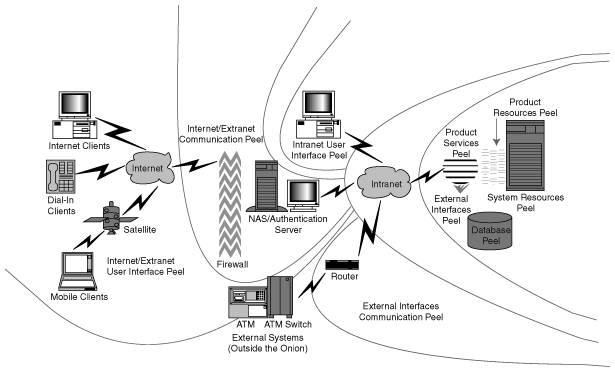 Internet Clients
Internet
Dial-In
Clients
Satellite
Mobile Clients
Internet/Extranet
User Interface Peel
Internet/Extranet
Communication Peel
Firewall
NAS/Authentication
Server
Intranet User
Interface Peel
Intranet
Router
ATM
ATM Switch
External Systems
(Outside the Onion)
External Interfaces
Communication Peel
Product
Resources Peel
Product
Services
Peel
External
Interfaces
Peel
System Resources
Peel
Database
Peel